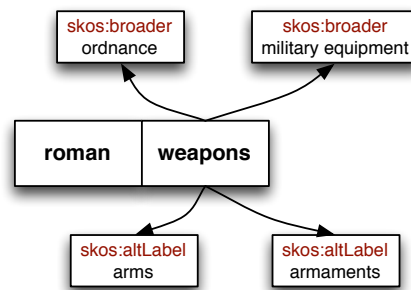 skos:broader
ordnance
skos:broader
military equipment
roman
weapons
skos:altLabel
arms
skos:altLabel
armaments